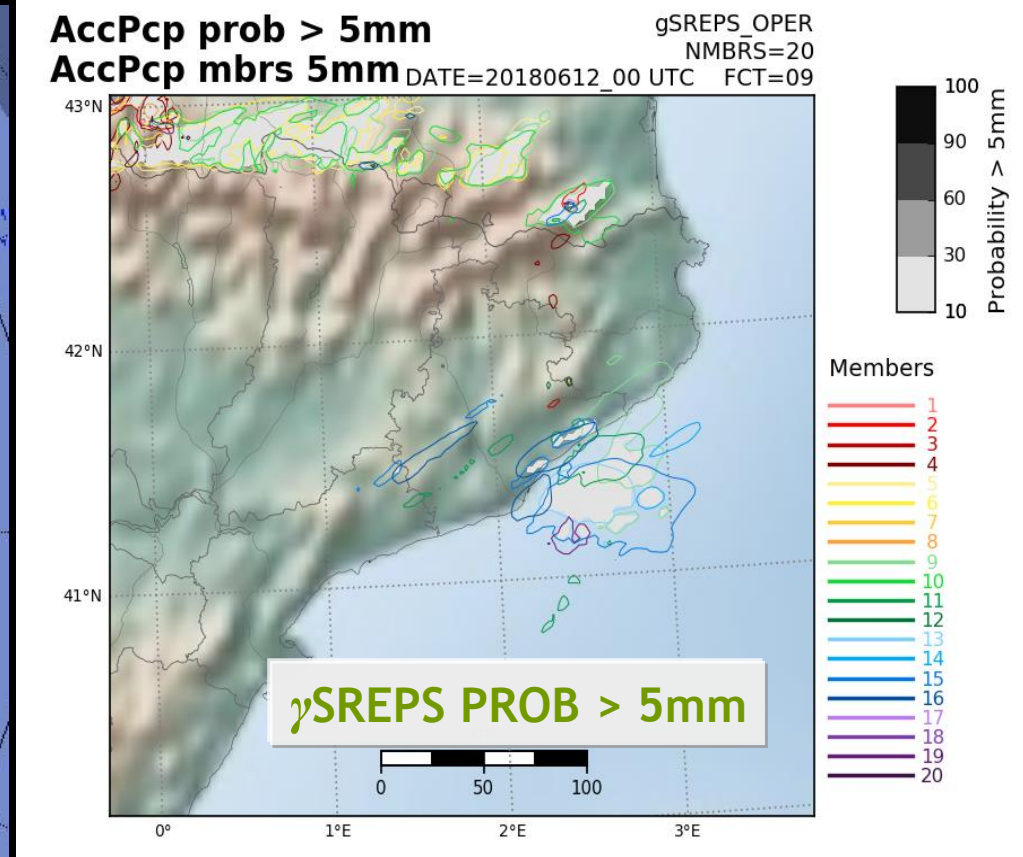 AccPcp prob > 5mm
AccPcp mbrs 5mm
gSREPS_OPER
NMBRS=20
DATE=20180612_00 UTC FCT=09
43°N
42°N
41°N
0°
1°E
2°E
3°E
γSREPS PROB > 5mm
0 50 100
100
90
60
30
10
Probability > 5mm
Members
1
2
3
4
5
6
7
8
9
10
11
12
13
14
15
16
17
18
19
20